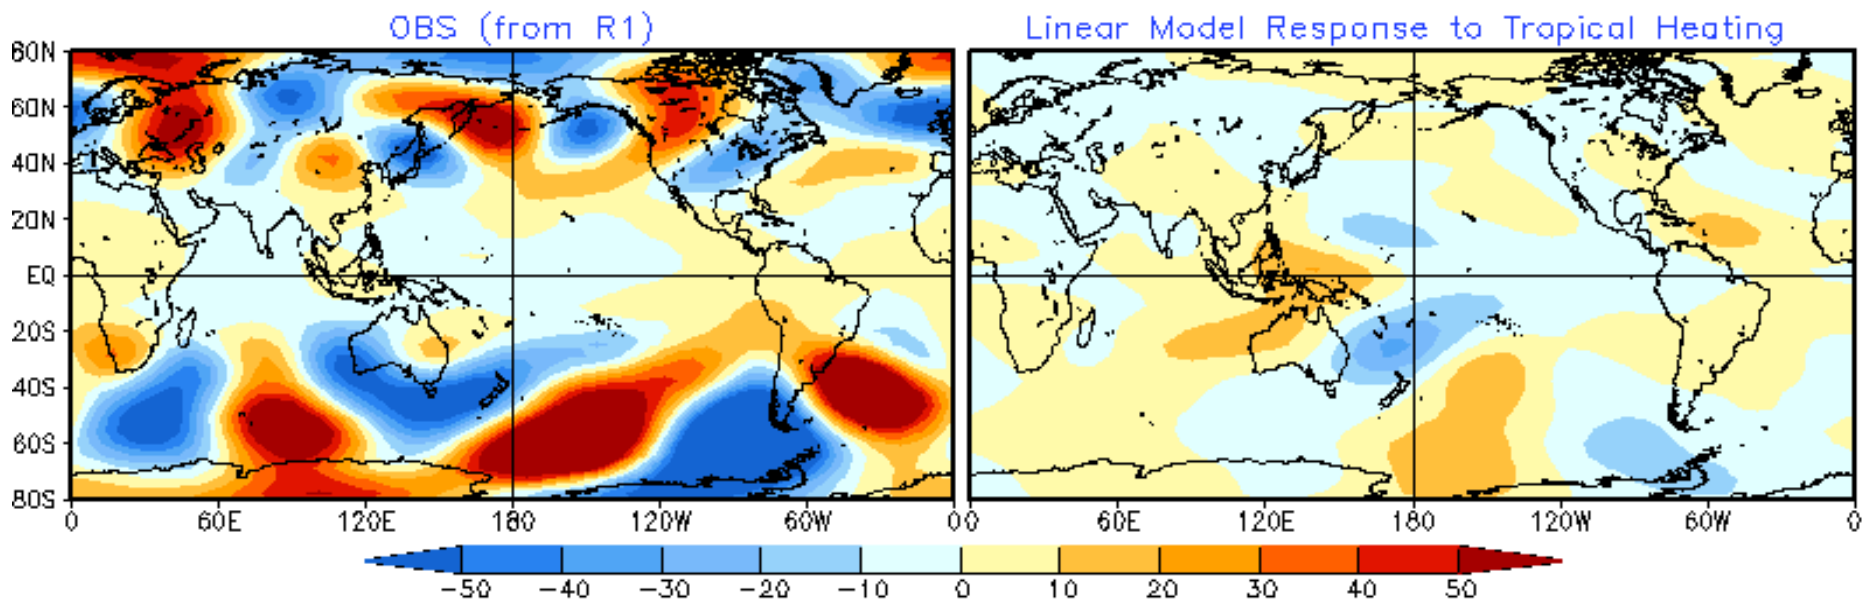 OBS (from R1)
Linear Model Response to Tropical Heating
80N
60N
40N
20N
EQ
20S
40S
60S
80S
0 60E 120E 180 120W 60W 0
0 60E 120E 180 120W 60W 0
-50 -40 -30 -20 -10 0 10 20 30 40 50